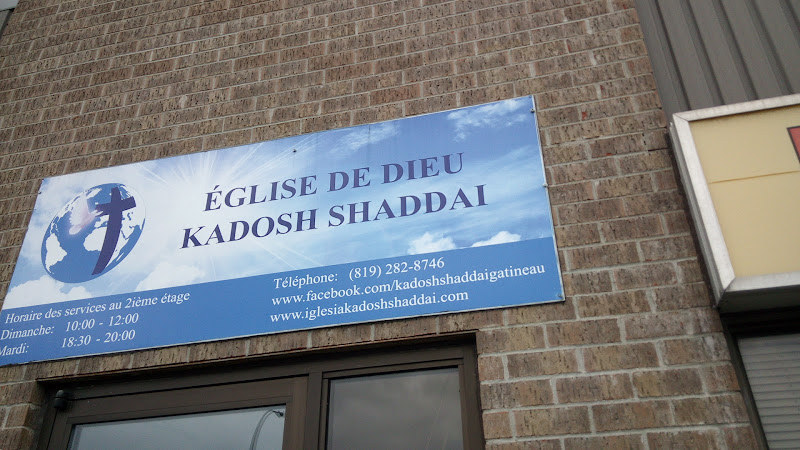 ÉGLISE DE DIEU
KADOSH SHADDAI
Horaire des services au 2ième étage
Dimanche: 10:00 - 12:00
Mardi: 18:30 - 20:00
Téléphone: (819) 282-8746
www.facebook.com/kadoshshaddaigatineau
www.iglesiakadoshshaddai.com